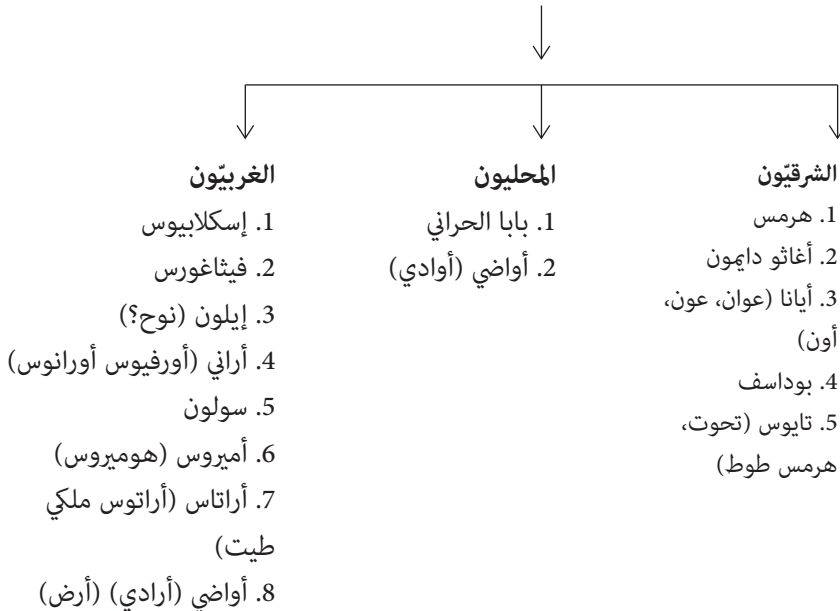 الشرقيّون
1. هرمس
2. أغاثو دايمون
3. أيانا (عوان، عون،
أون)
4. بوداسف
5. تايوس (تحوت،
هرمس طوط)
المحليون
1. بابا الحراني
2. أواضي (أوادي)
الغربيّون
1. إسكلابيوس
2. فيثاغورس
3. إيلون (نوح؟)
4. أراني (أورفيوس أورانوس)
5. سولون
6. أميروس (هوميروس)
7. أراتاس (أراتوس ملكي
طيت)
8. أواضي (أرادي) (أرض)